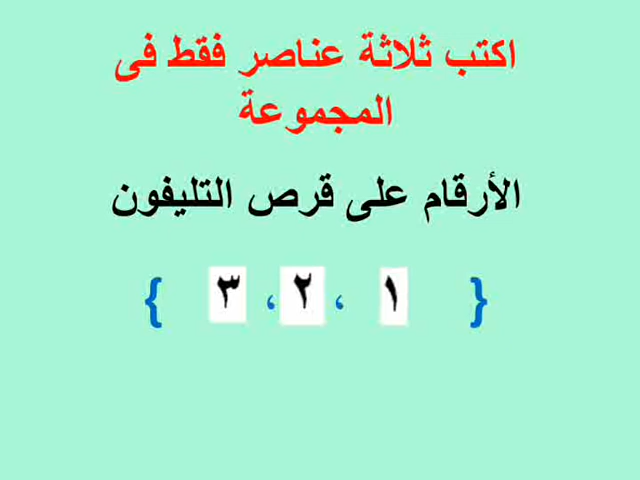 اكتب ثلاثة عناصر فقط فى
المجموعة
الأرقام على قرص التليفون
{ ١ ، ٢ ، ٣ }